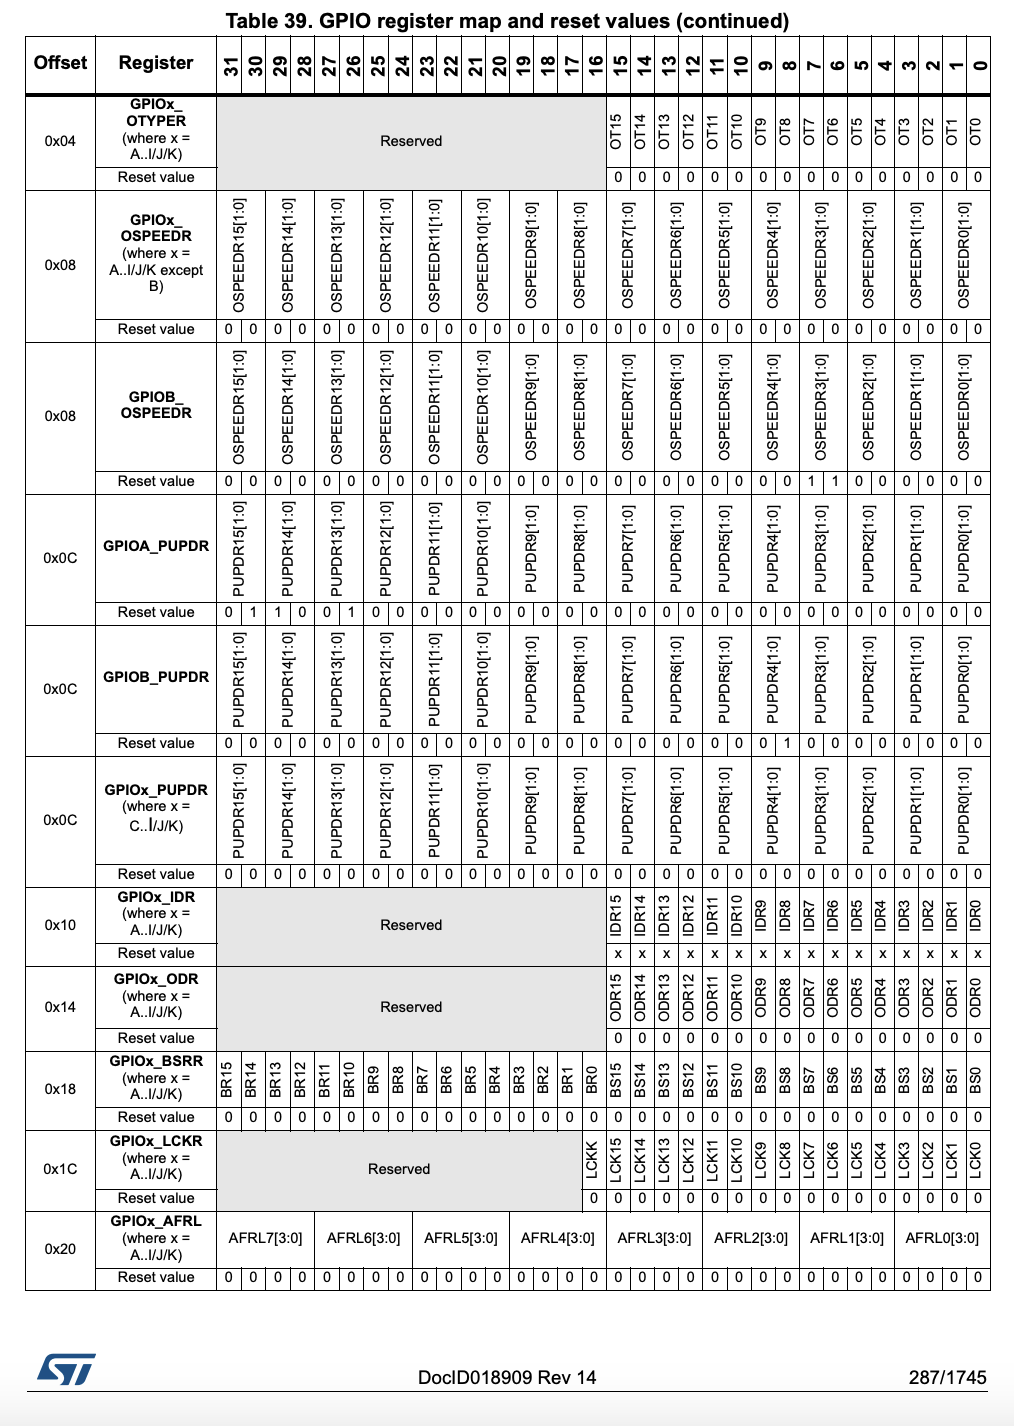 Table 39. GPIO register map and reset values (continued)
Offset Register 31 30 29 28 27 26 25 24 23 22 21 20 19 18 17 16 15 14 13 12 11 10 9 8 7 6 5 4 3 2 1 0
0x04
GPIOx_
OTYPER
(where x =
A..I/J/K)
Reserved
OT15 OT14 OT13 OT12 OT11 OT10 OT9 OT8 OT7 OT6 OT5 OT4 OT3 OT2 OT1 OT0
Reset value 0 0 0 0 0 0 0 0 0 0 0 0 0 0 0 0
0x08
GPIOx_
OSPEEDR
(where x =
A..I/J/K except
B)
OSPEEDR15[1:0] OSPEEDR14[1:0] OSPEEDR13[1:0] OSPEEDR12[1:0] OSPEEDR11[1:0] OSPEEDR10[1:0] OSPEEDR9[1:0] OSPEEDR8[1:0] OSPEEDR7[1:0] OSPEEDR6[1:0] OSPEEDR5[1:0] OSPEEDR4[1:0] OSPEEDR3[1:0] OSPEEDR2[1:0] OSPEEDR1[1:0] OSPEEDR0[1:0]
Reset value 0 0 0 0 0 0 0 0 0 0 0 0 0 0 0 0 0 0 0 0 0 0 0 0 0 0 0 0 0 0 0 0
0x08
GPIOB_
OSPEEDR
OSPEEDR15[1:0] OSPEEDR14[1:0] OSPEEDR13[1:0] OSPEEDR12[1:0] OSPEEDR11[1:0] OSPEEDR10[1:0] OSPEEDR9[1:0] OSPEEDR8[1:0] OSPEEDR7[1:0] OSPEEDR6[1:0] OSPEEDR5[1:0] OSPEEDR4[1:0] OSPEEDR3[1:0] OSPEEDR2[1:0] OSPEEDR1[1:0] OSPEEDR0[1:0]
Reset value 0 0 0 0 0 0 0 0 0 0 0 0 0 0 0 0 0 0 0 0 0 0 0 0 1 1 0 0 0 0 0 0
0x0C
GPIOA_PUPDR
PUPDR15[1:0] PUPDR14[1:0] PUPDR13[1:0] PUPDR12[1:0] PUPDR11[1:0] PUPDR10[1:0] PUPDR9[1:0] PUPDR8[1:0] PUPDR7[1:0] PUPDR6[1:0] PUPDR5[1:0] PUPDR4[1:0] PUPDR3[1:0] PUPDR2[1:0] PUPDR1[1:0] PUPDR0[1:0]
Reset value 0 1 1 0 0 1 0 0 0 0 0 0 0 0 0 0 0 0 0 0 0 0 0 0 0 0 0 0 0 0 0 0
0x0C
GPIOB_PUPDR
PUPDR15[1:0] PUPDR14[1:0] PUPDR13[1:0] PUPDR12[1:0] PUPDR11[1:0] PUPDR10[1:0] PUPDR9[1:0] PUPDR8[1:0] PUPDR7[1:0] PUPDR6[1:0] PUPDR5[1:0] PUPDR4[1:0] PUPDR3[1:0] PUPDR2[1:0] PUPDR1[1:0] PUPDR0[1:0]
Reset value 0 0 0 0 0 0 0 0 0 0 0 0 0 0 0 0 0 0 0 0 0 0 0 1 0 0 0 0 0 0 0 0
0x0C
GPIOx_PUPDR
(where x =
C..I/J/K)
PUPDR15[1:0] PUPDR14[1:0] PUPDR13[1:0] PUPDR12[1:0] PUPDR11[1:0] PUPDR10[1:0] PUPDR9[1:0] PUPDR8[1:0] PUPDR7[1:0] PUPDR6[1:0] PUPDR5[1:0] PUPDR4[1:0] PUPDR3[1:0] PUPDR2[1:0] PUPDR1[1:0] PUPDR0[1:0]
Reset value 0 0 0 0 0 0 0 0 0 0 0 0 0 0 0 0 0 0 0 0 0 0 0 0 0 0 0 0 0 0 0 0
0x10
GPIOx_IDR
(where x =
A..I/J/K)
Reserved
IDR15 IDR14 IDR13 IDR12 IDR11 IDR10 IDR9 IDR8 IDR7 IDR6 IDR5 IDR4 IDR3 IDR2 IDR1 IDR0
Reset value x x x x x x x x x x x x x x x x
0x14
GPIOx_ODR
(where x =
A..I/J/K)
Reserved
ODR15 ODR14 ODR13 ODR12 ODR11 ODR10 ODR9 ODR8 ODR7 ODR6 ODR5 ODR4 ODR3 ODR2 ODR1 ODR0
Reset value 0 0 0 0 0 0 0 0 0 0 0 0 0 0 0 0
0x18
GPIOx_BSRR
(where x =
A..I/J/K)
BR15 BR14 BR13 BR12 BR11 BR10 BR9 BR8 BR7 BR6 BR5 BR4 BR3 BR2 BR1 BR0 BS15 BS14 BS13 BS12 BS11 BS10 BS9 BS8 BS7 BS6 BS5 BS4 BS3 BS2 BS1 BS0
Reset value 0 0 0 0 0 0 0 0 0 0 0 0 0 0 0 0 0 0 0 0 0 0 0 0 0 0 0 0 0 0 0 0
0x1C
GPIOx_LCKR
(where x =
A..I/J/K)
Reserved
LCKK LCK15 LCK14 LCK13 LCK12 LCK11 LCK10 LCK9 LCK8 LCK7 LCK6 LCK5 LCK4 LCK3 LCK2 LCK1 LCK0
Reset value 0 0 0 0 0 0 0 0 0 0 0 0 0 0 0 0 0
0x20
GPIOx_AFRL
(where x =
A..I/J/K)
AFRL7[3:0] AFRL6[3:0] AFRL5[3:0] AFRL4[3:0] AFRL3[3:0] AFRL2[3:0] AFRL1[3:0] AFRL0[3:0]
Reset value 0 0 0 0 0 0 0 0 0 0 0 0 0 0 0 0 0 0 0 0 0 0 0 0 0 0 0 0 0 0 0 0
ST
DocID018909 Rev 14
287/1745